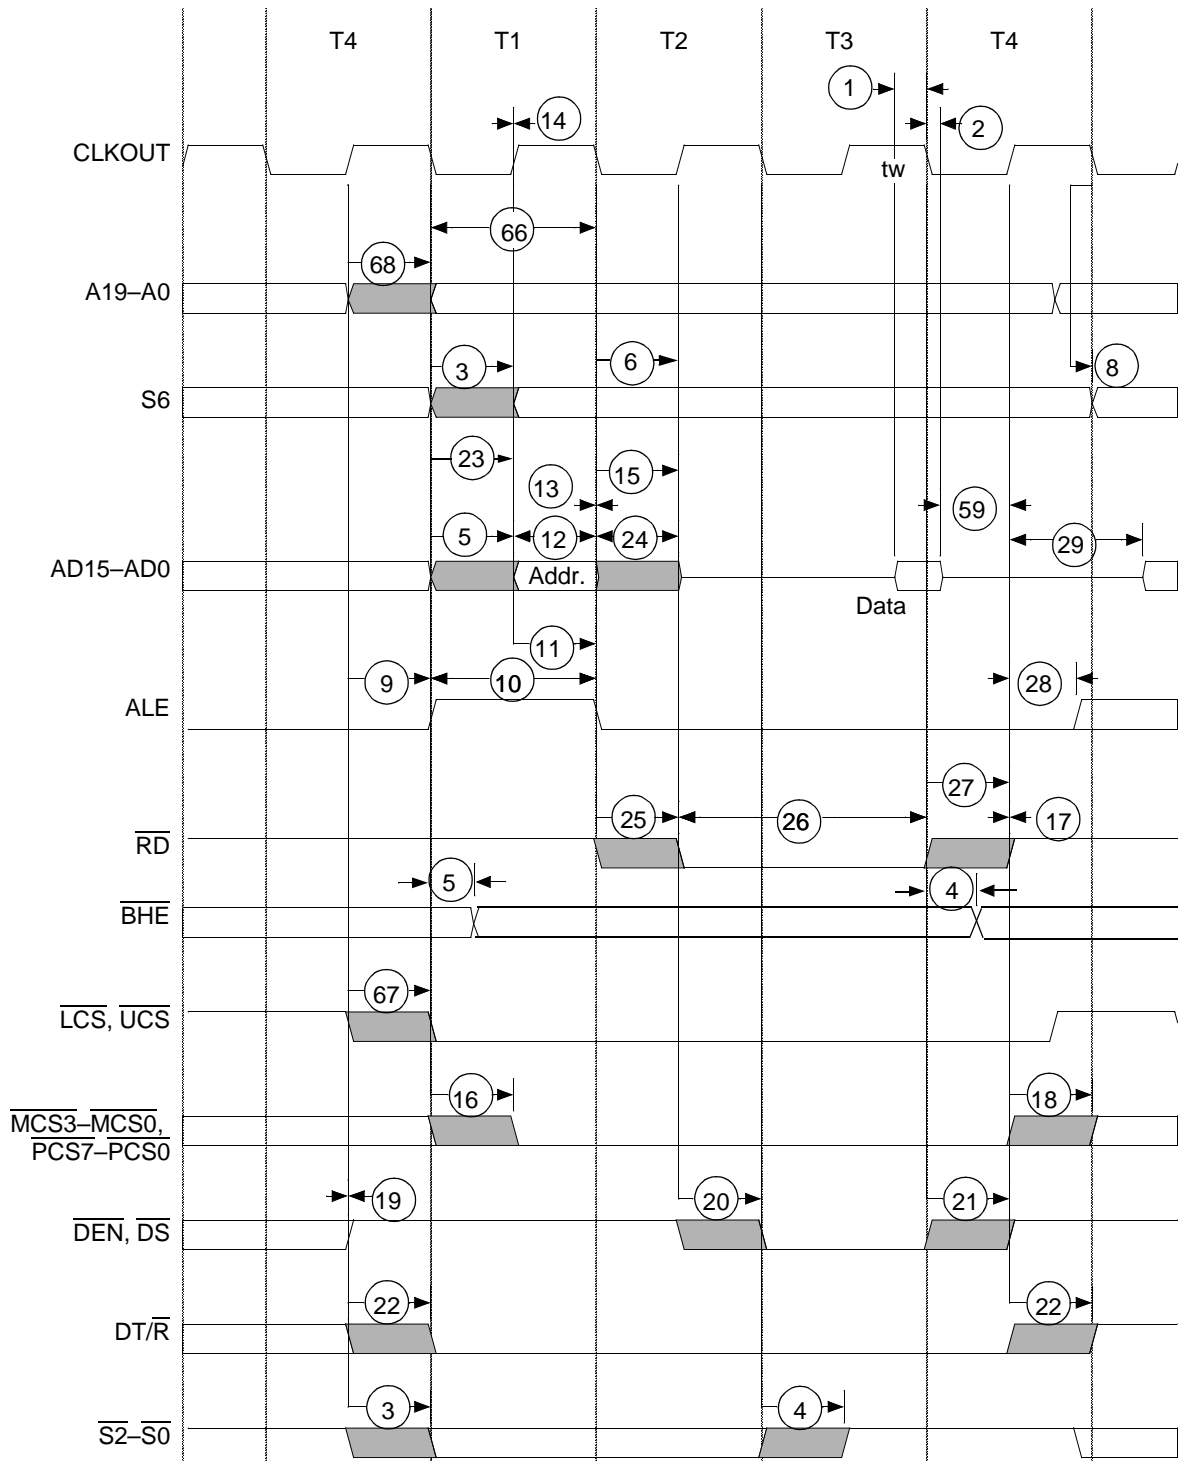 T4 T1 T2 T3 T4
1
14 2
CLKOUT
tw
66
68
A19–A0
3 6 8
S6
23 15
13 59
5 12 24 29
AD15–AD0 Addr.
Data
11
9 10 28
ALE
27
25 26 17
RD
5 4
BHE
67
LCS, UCS
16 18
MCS3–MCS0,
PCS7–PCS0
19 20 21
DEN, DS
22 22
DT/R
3 4
S2–S0